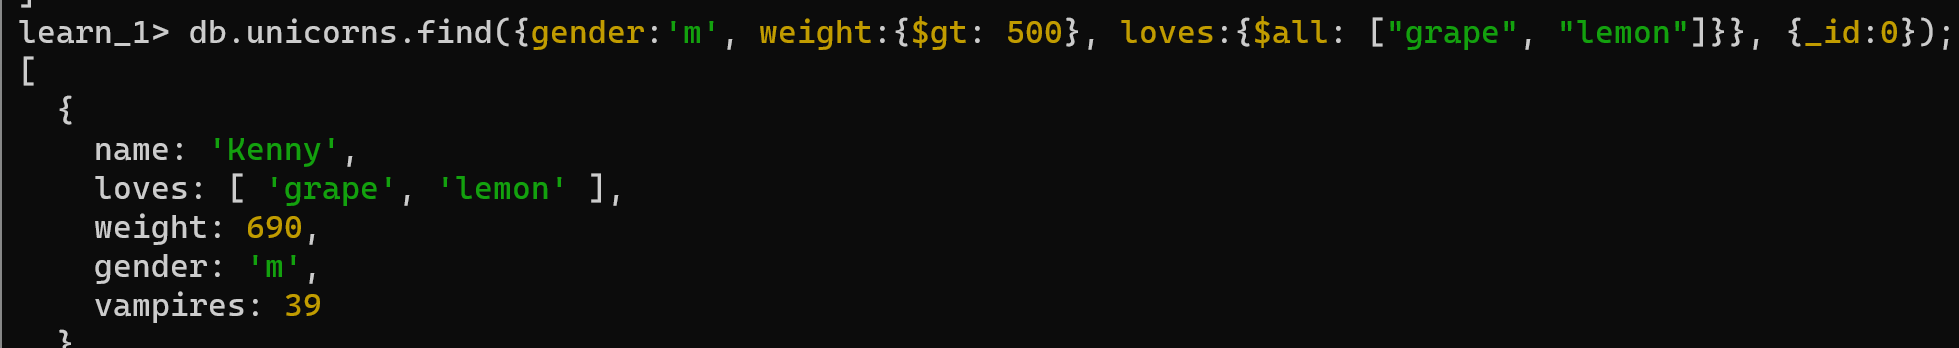 ]
learn_1> db.unicorns.find({gender:'m', weight:{$gt: 500}, loves:{$all: ["grape", "lemon"]}}, {_id:0});
[
  {
    name: 'Kenny',
    loves: [ 'grape', 'lemon' ],
    weight: 690,
    gender: 'm',
    vampires: 39
  }